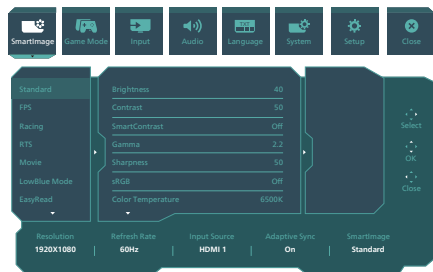 SmartImage Game Mode Input Audio Language System Setup Close
TXT
Standard
FPS
Racing
RTS
Movie
LowBlue Mode
EasyRead
Brightness 40
Contrast 50
SmartContrast Off
Gamma 2.2
Sharpness 50
sRGB Off
Color Temperature 6500K
Select
OK
Close
Resolution Refresh Rate Input Source Adaptive Sync SmartImage
1920X1080 60Hz HDMI 1 On Standard